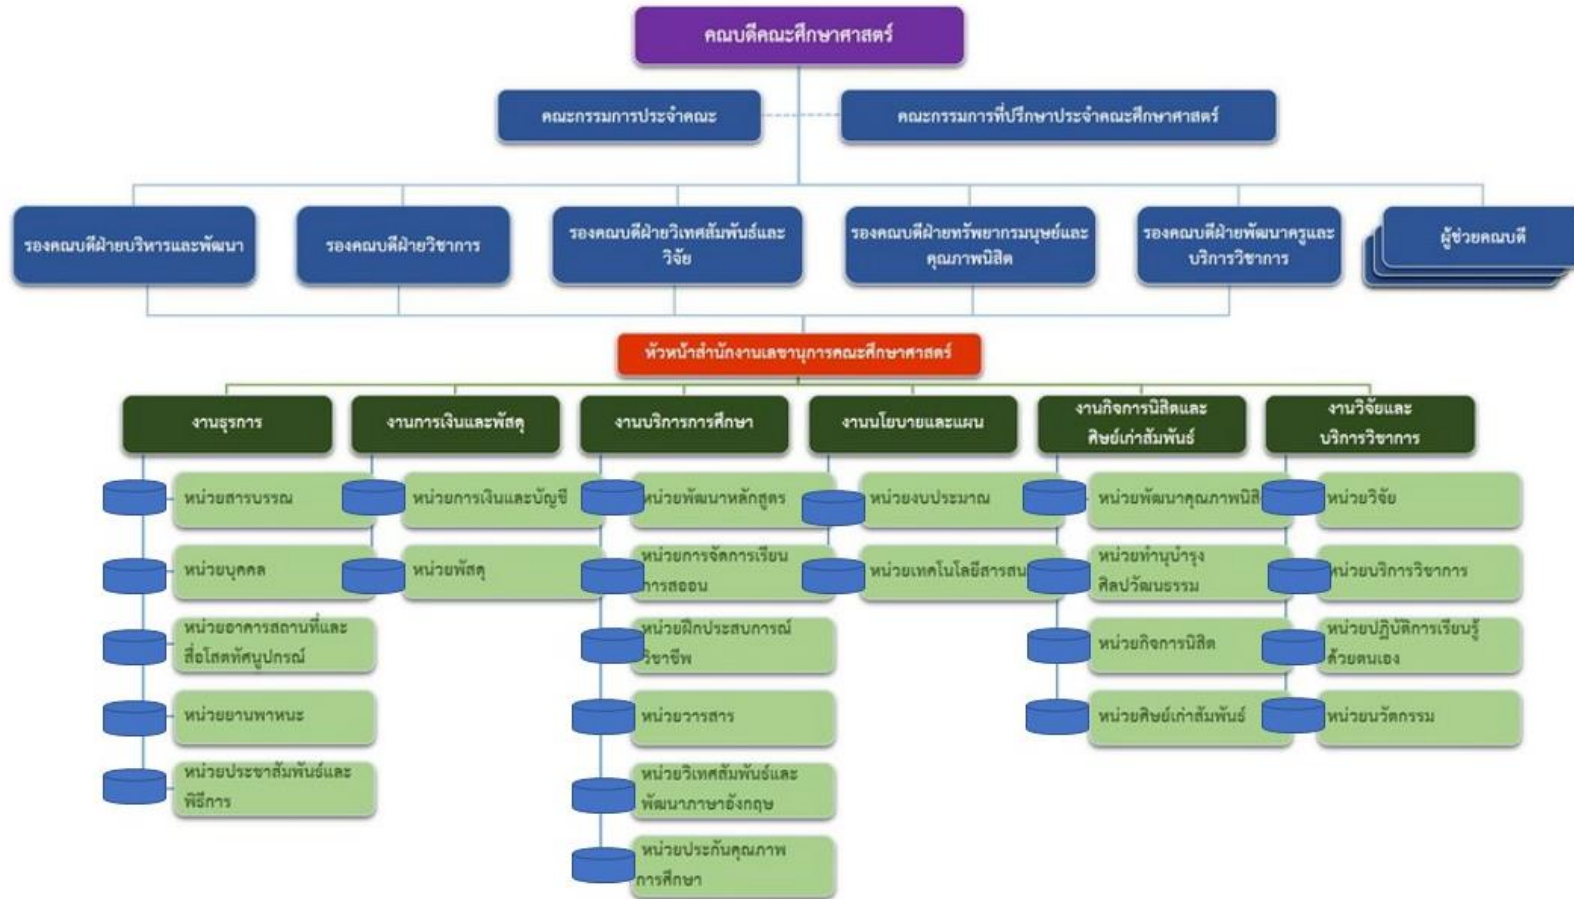 คณบดีคณะศึกษาศาสตร์
คณะกรรมการประจำคณะ
คณะกรรมการที่ปรึกษาประจำคณะศึกษาศาสตร์
รองคณบดีฝ่ายบริหารและพัฒนา
รองคณบดีฝ่ายวิชาการ
รองคณบดีฝ่ายวิเทศสัมพันธ์และ
วิจัย
รองคณบดีฝ่ายทรัพยากรมนุษย์และ
คุณภาพนิสิต
รองคณบดีฝ่ายพัฒนาครูและ
บริการวิชาการ
ผู้ช่วยคณบดี
หัวหน้าสำนักงานเลขานุการคณะศึกษาศาสตร์
งานธุรการ
หน่วยสารบรรณ
หน่วยบุคคล
หน่วยอาคารสถานที่และ
สื่อโสตทัศนูปกรณ์
หน่วยยานพาหนะ
หน่วยประชาสัมพันธ์และ
พิธีการ
งานการเงินและพัสดุ
หน่วยการเงินและบัญชี
หน่วยพัสดุ
งานบริการการศึกษา
หน่วยพัฒนาหลักสูตร
หน่วยการจัดการเรียน
การสออน
หน่วยฝึกประสบการณ์
วิชาชีพ
หน่วยวารสาร
หน่วยวิเทศสัมพันธ์และ
พัฒนาภาษาอังกฤษ
หน่วยประกันคุณภาพ
การศึกษา
งานนโยบายและแผน
หน่วยงบประมาณ
หน่วยเทคโนโลยีสารสน
งานกิจการนิสิตและ
ศิษย์เก่าสัมพันธ์
หน่วยพัฒนาคุณภาพนิสิ
หน่วยทำนุบำรุง
ศิลปวัฒนธรรม
หน่วยกิจการนิสิต
หน่วยศิษย์เก่าสัมพันธ์
งานวิจัยและ
บริการวิชาการ
หน่วยวิจัย
หน่วยบริการวิชาการ
หน่วยปฏิบัติการเรียนรู้
ด้วยตนเอง
หน่วยนวัตกรรม